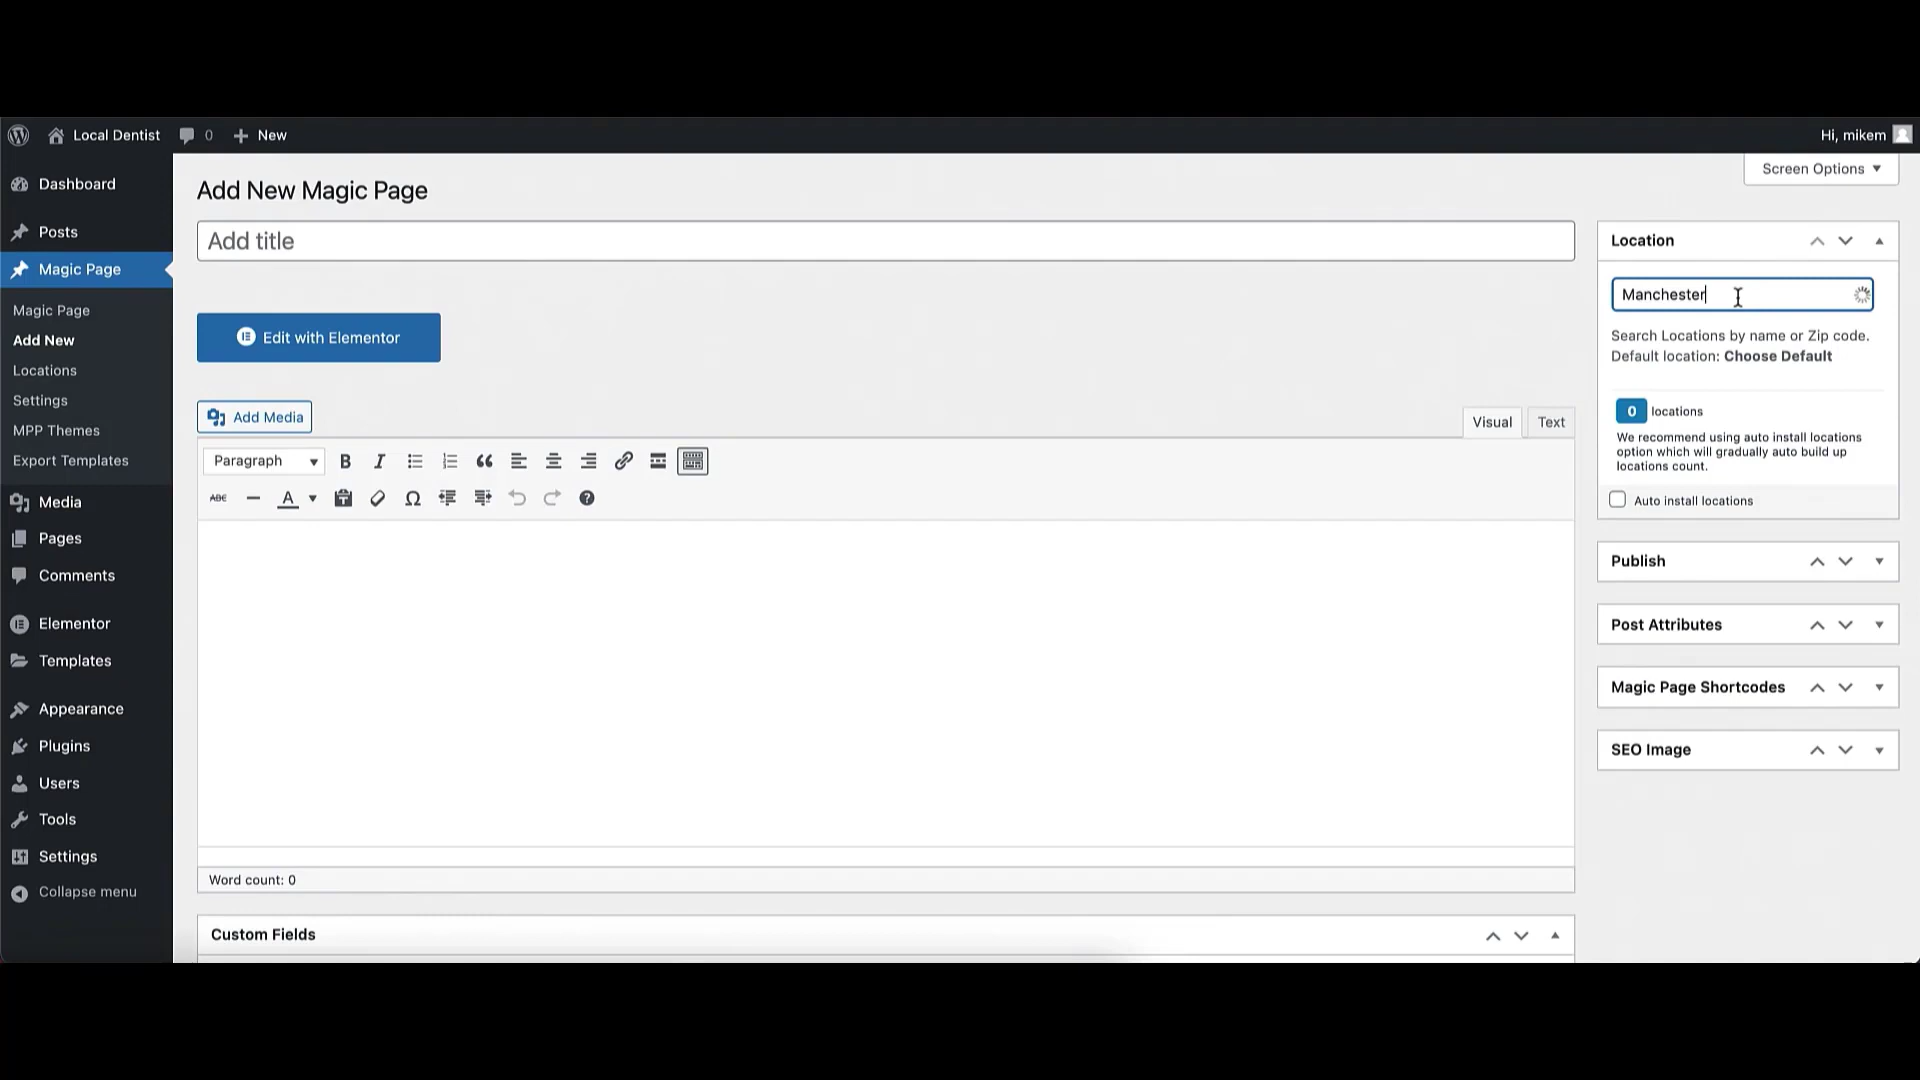 Local Dentist 0 New Hi, mikem
Screen Options
Dashboard
Posts
Magic Page
Magic Page
Add New
Locations
Settings
MPP Themes
Export Templates
Media
Pages
Comments
Elementor
Templates
Appearance
Plugins
Users
Tools
Settings
Collapse menu
Add New Magic Page
Add title
Edit with Elementor
Add Media
Visual Text
Paragraph B I
ABC A Ω
Word count: 0
Custom Fields
Location
Manchester
Search Locations by name or Zip code.
Default location: Choose Default
0 locations
We recommend using auto install locations
option which will gradually auto build up
locations count.
Auto install locations
Publish
Post Attributes
Magic Page Shortcodes
SEO Image